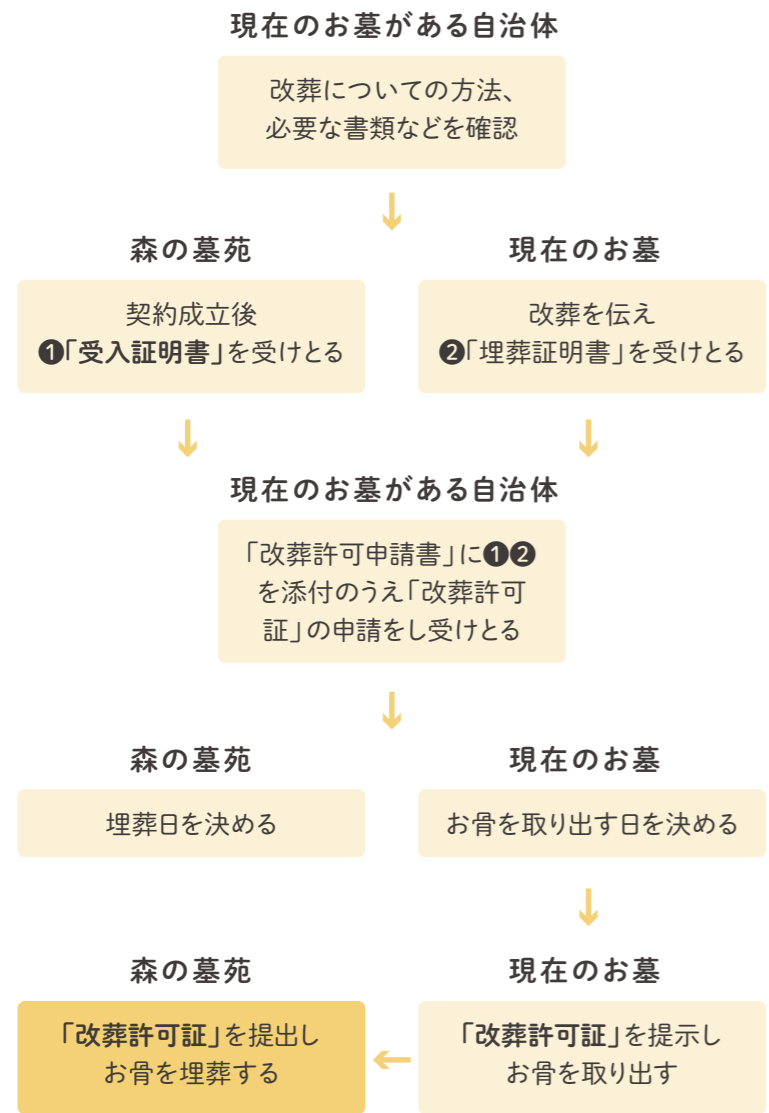 現在のお墓がある自治体
改葬についての方法、
必要な書類などを確認
森の墓苑
契約成立後
❶「受入証明書」を受けとる
現在のお墓
改葬を伝え
❷「埋葬証明書」を受けとる
現在のお墓がある自治体
「改葬許可申請書」に❶❷
を添付のうえ「改葬許可
証」の申請をし受けとる
森の墓苑
埋葬日を決める
現在のお墓
お骨を取り出す日を決める
現在のお墓
「改葬許可証」を提示し
お骨を取り出す
森の墓苑
「改葬許可証」を提出し
お骨を埋葬する